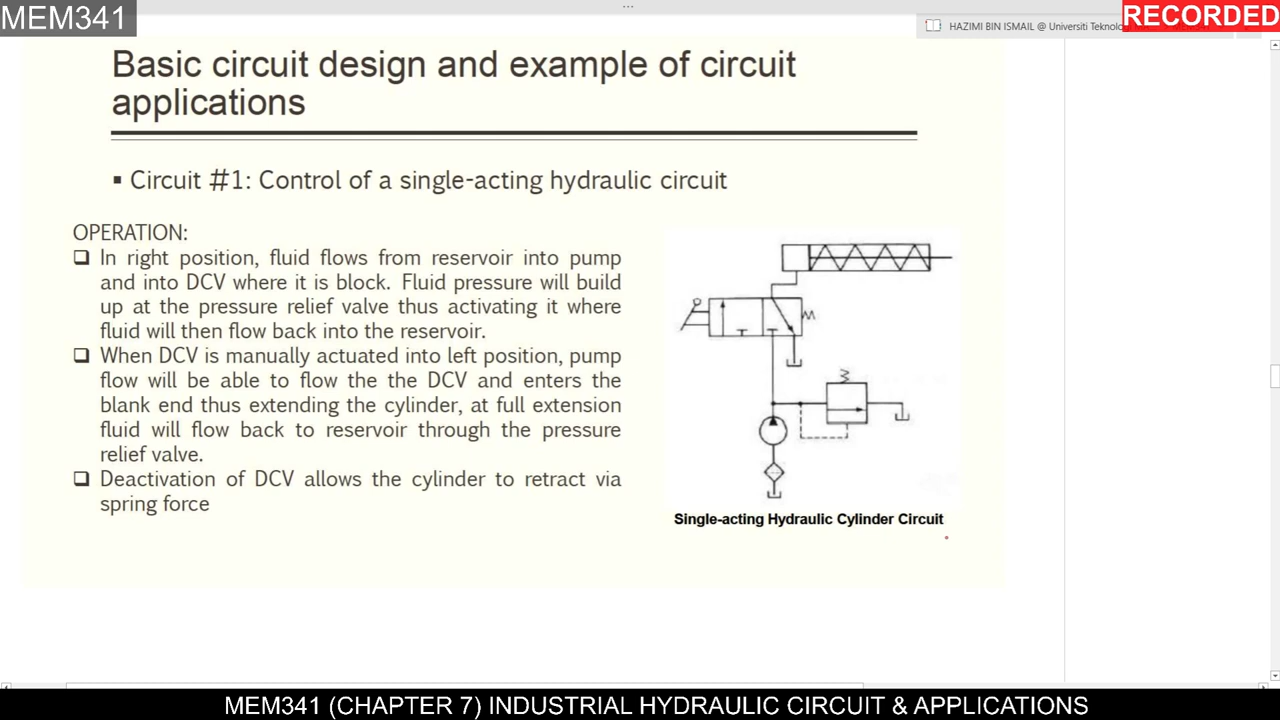 MEM341
HAZIMI BIN ISMAIL @ Universiti
RECORDED
Basic circuit design and example of circuit
applications
▪ Circuit #1: Control of a single-acting hydraulic circuit
OPERATION:
❑ In right position, fluid flows from reservoir into pump
and into DCV where it is block. Fluid pressure will build
up at the pressure relief valve thus activating it where
fluid will then flow back into the reservoir.
❑ When DCV is manually actuated into left position, pump
flow will be able to flow the the DCV and enters the
blank end thus extending the cylinder, at full extension
fluid will flow back to reservoir through the pressure
relief valve.
❑ Deactivation of DCV allows the cylinder to retract via
spring force
Single-acting Hydraulic Cylinder Circuit
MEM341 (CHAPTER 7) INDUSTRIAL HYDRAULIC CIRCUIT & APPLICATIONS